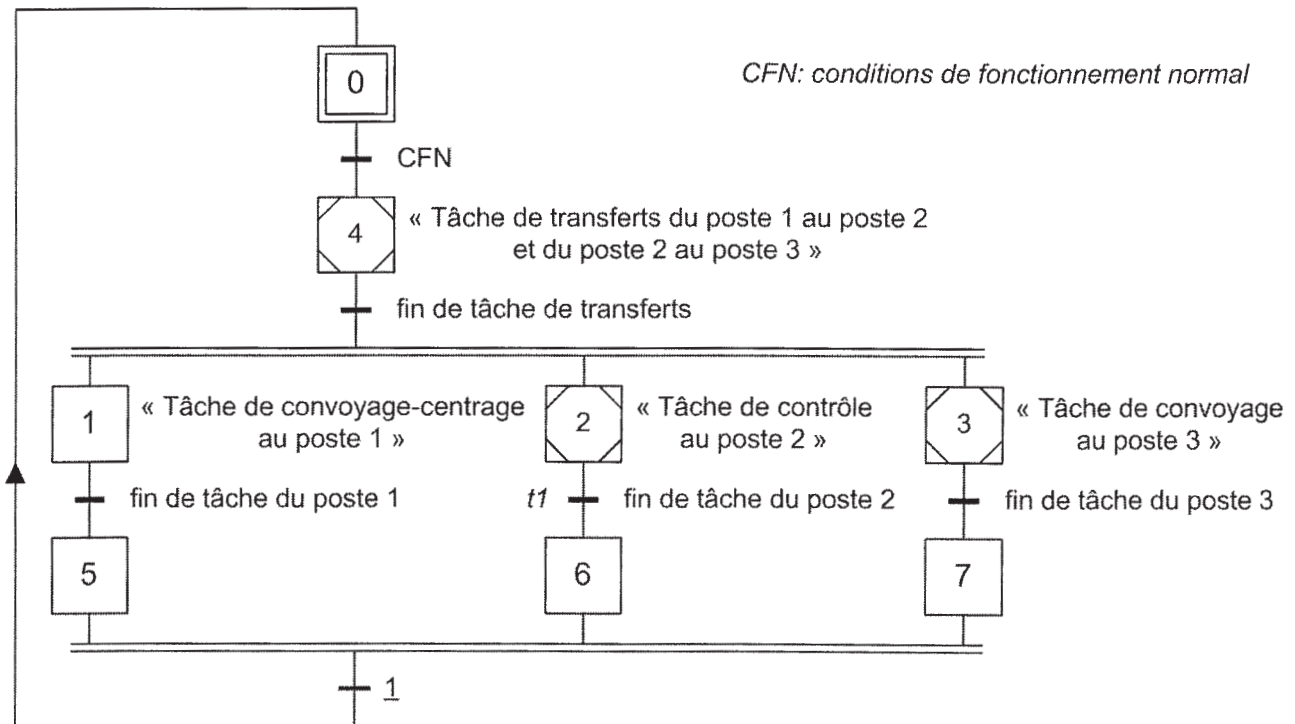 0
CFN: conditions de fonctionnement normal
CFN
4
« Tâche de transferts du poste 1 au poste 2
et du poste 2 au poste 3 »
fin de tâche de transferts
1
« Tâche de convoyage-centrage
au poste 1 »
2
« Tâche de contrôle
au poste 2 »
3
« Tâche de convoyage
au poste 3 »
fin de tâche du poste 1
t1
fin de tâche du poste 2
fin de tâche du poste 3
5
6
7
1